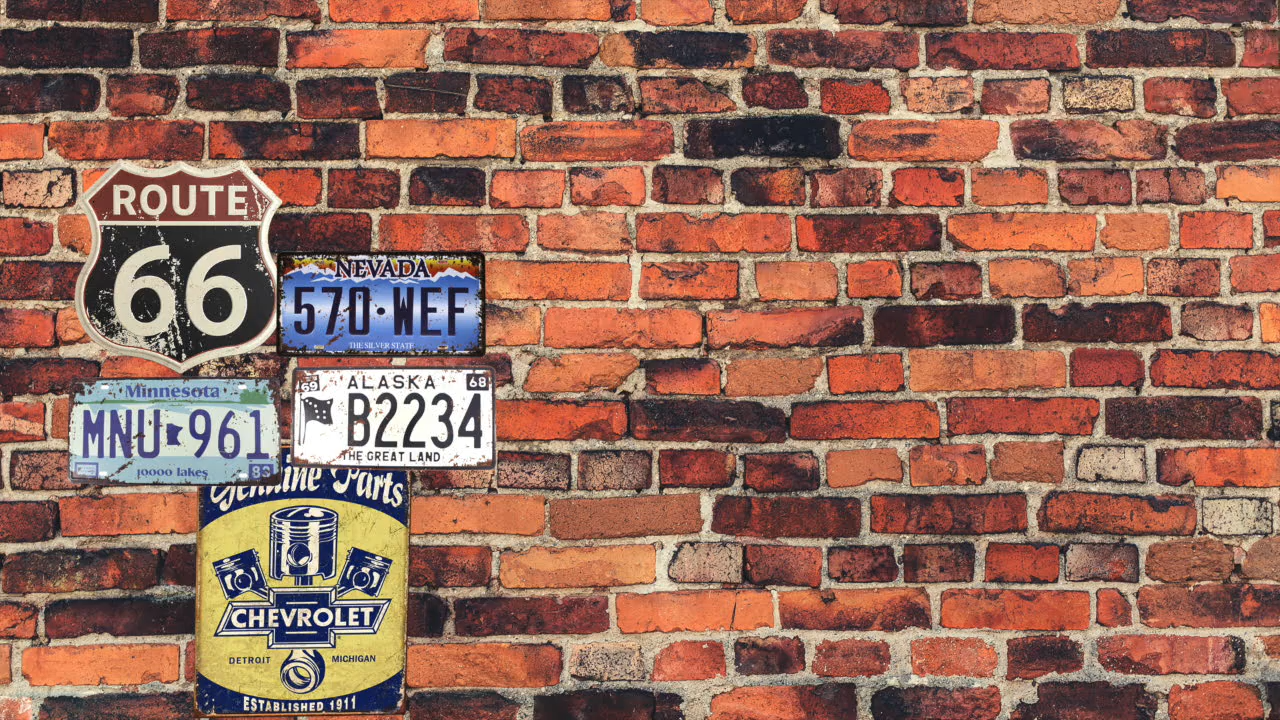 ROUTE
66
NEVADA
570·WEF
THE SILVER STATE
Minnesota
MNU 961
10000 lakes
83
69 ALASKA 68
B2234
THE GREAT LAND
Genuine Parts
CHEVROLET
DETROIT MICHIGAN
ESTABLISHED 1911